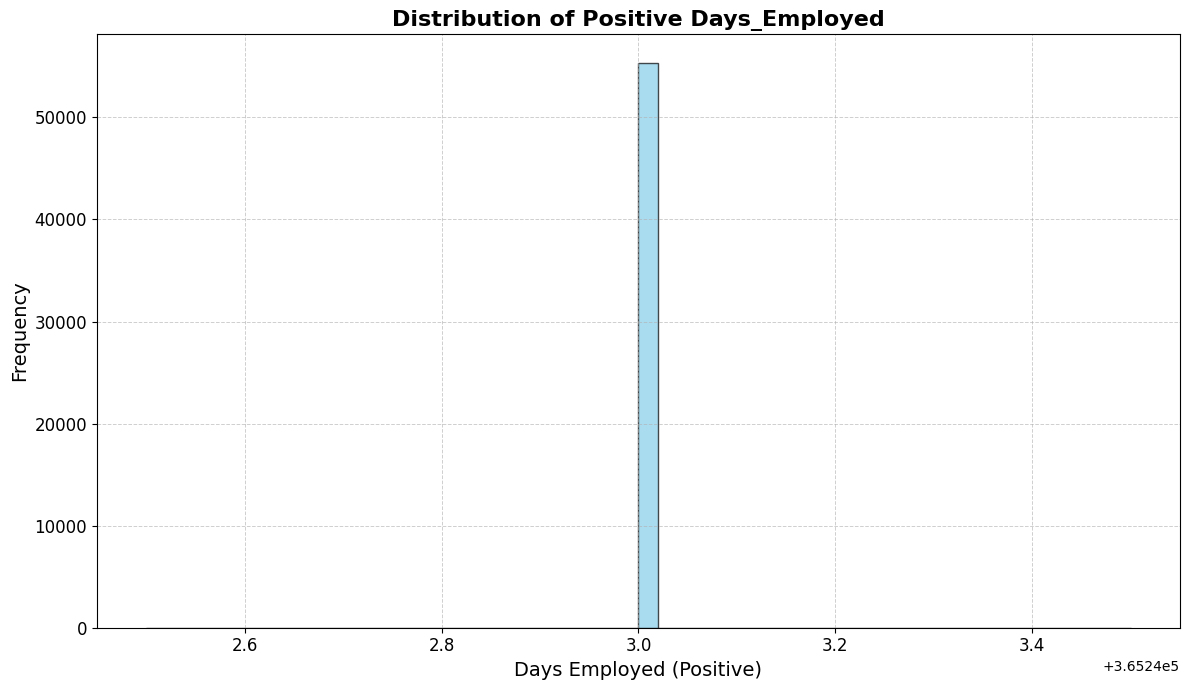 Distribution of Positive Days_Employed
Frequency
50000
40000
30000
20000
10000
0
2.6 2.8 3.0 3.2 3.4
+3.6524e5
Days Employed (Positive)